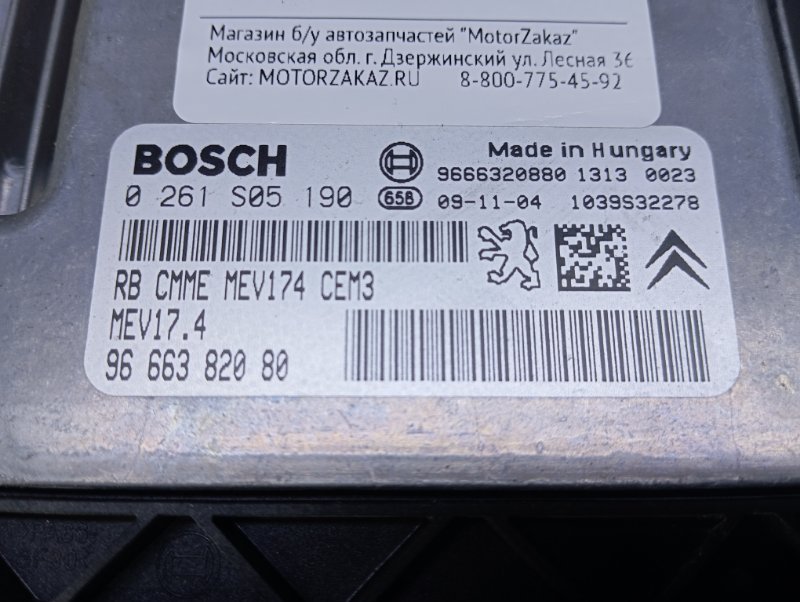 Магазин б/у автозапчастей "MotorZakaz"
Московская обл. г. Дзержинский ул. Лесная 36
Сайт: MOTORZAKAZ.RU 8-800-775-45-92
BOSCH Made in Hungary
9666320880 1313 0023
0 261 S05 190 658 09-11-04 1039S32278
RB CMME MEV174 CEM3
MEV17.4
96 663 820 80